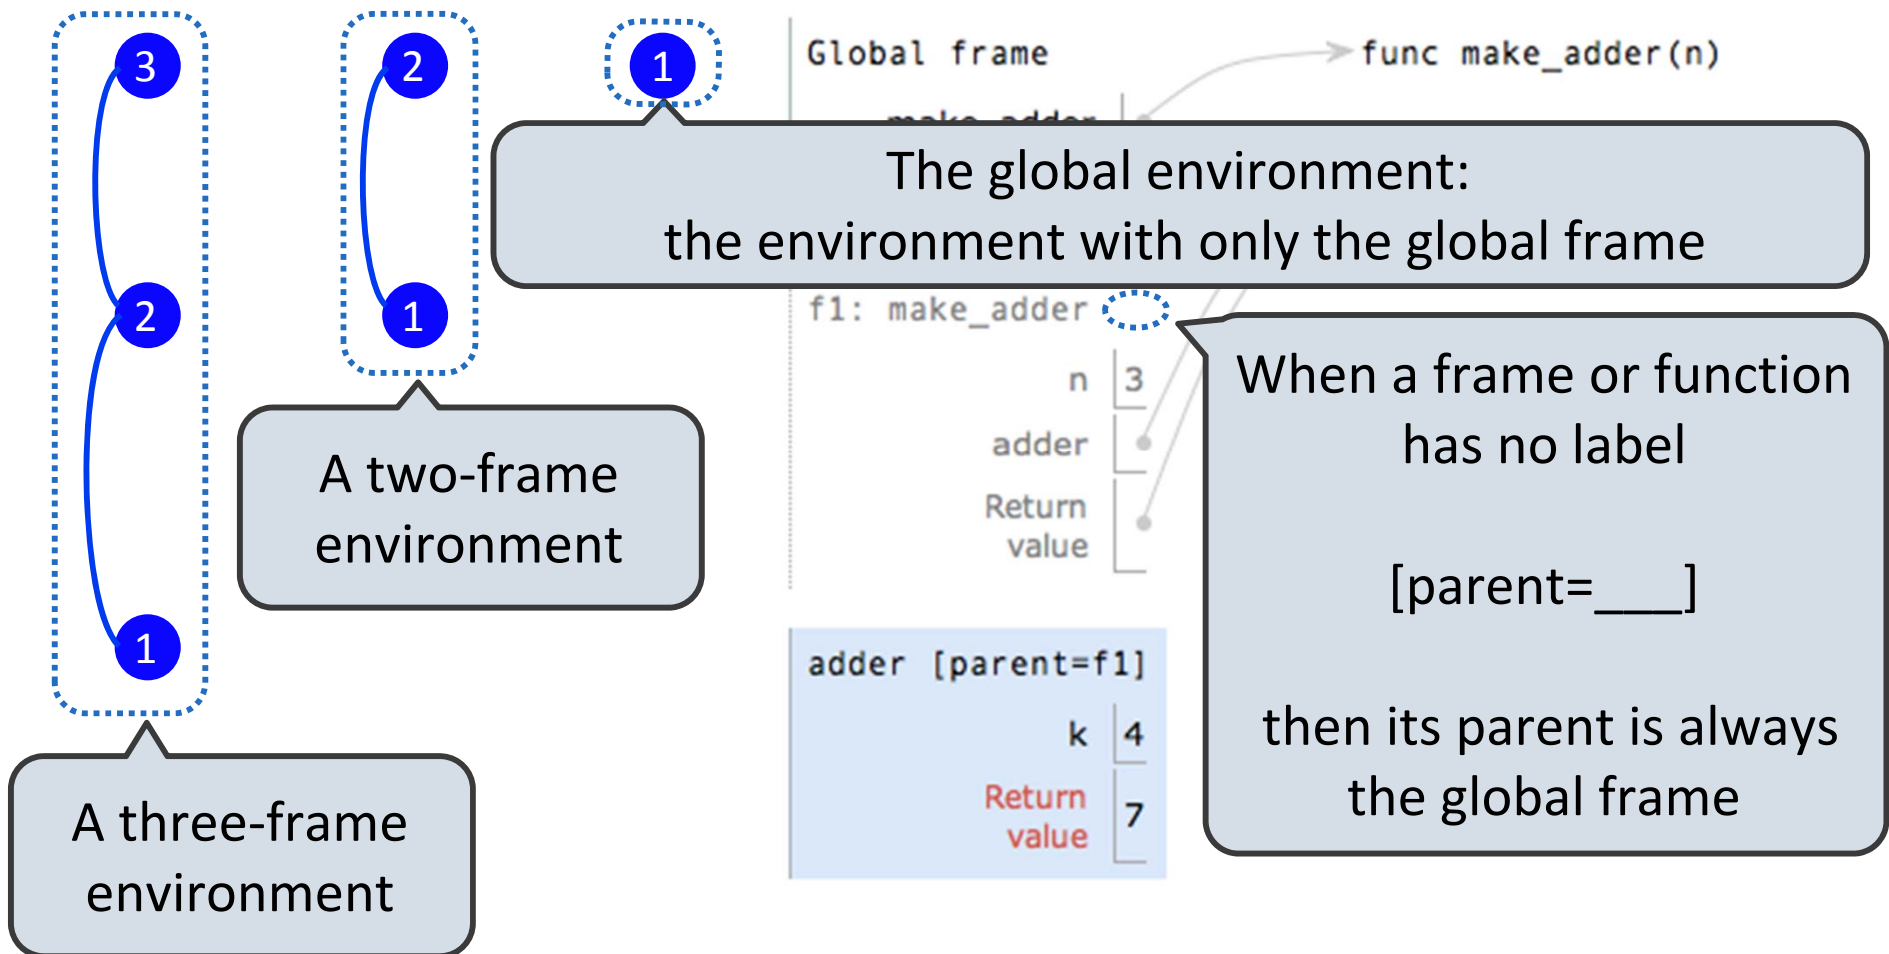 3
2
1
2
1
1
Global frame
func make_adder(n)
make_adder
The global environment:
the environment with only the global frame
f1: make_adder
n 3
adder
Return
value
When a frame or function
has no label
[parent=___]
then its parent is always
the global frame
A two-frame
environment
adder [parent=f1]
k 4
Return
value 7
A three-frame
environment